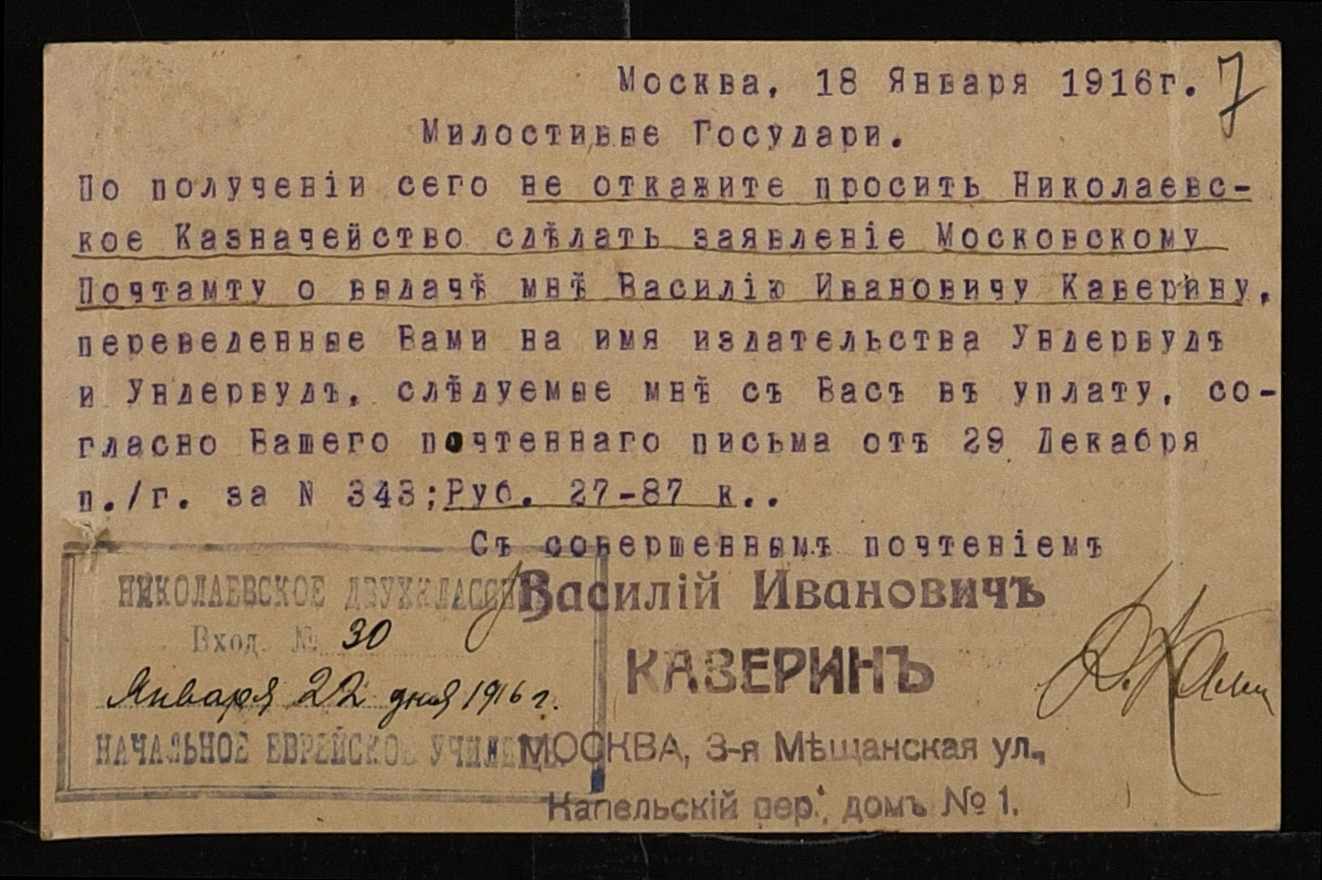 Москва, 18 Января 1916г. 7
Милостивые Государи.
По полученіи сего не откажите просить Николаевс-
кое Казначейство сдѣлать заявленіе Московскому
Почтамту о выдачѣ мнѣ Василію Ивановичу Каверину,
переведенные Вами на имя издательства Ундервудъ
и Ундервудъ, слѣдуемые мнѣ съ Васъ въ уплату, со-
гласно Вашего почтеннаго письма отъ 29 Декабря
п./г. за N 343; Руб. 27-87 к..
Съ совершеннымъ почтеніемъ
Василій Ивановичъ
КАВЕРИНЪ
МОСКВА, 3-я Мѣщанская ул.,
Капельскій пер., домъ № 1.
НИКОЛАЕВСКОЕ
Вход. № 30
Января 22 дня 1916 г.
НАЧАЛЬНОЕ ЕВРЕЙСКОЕ